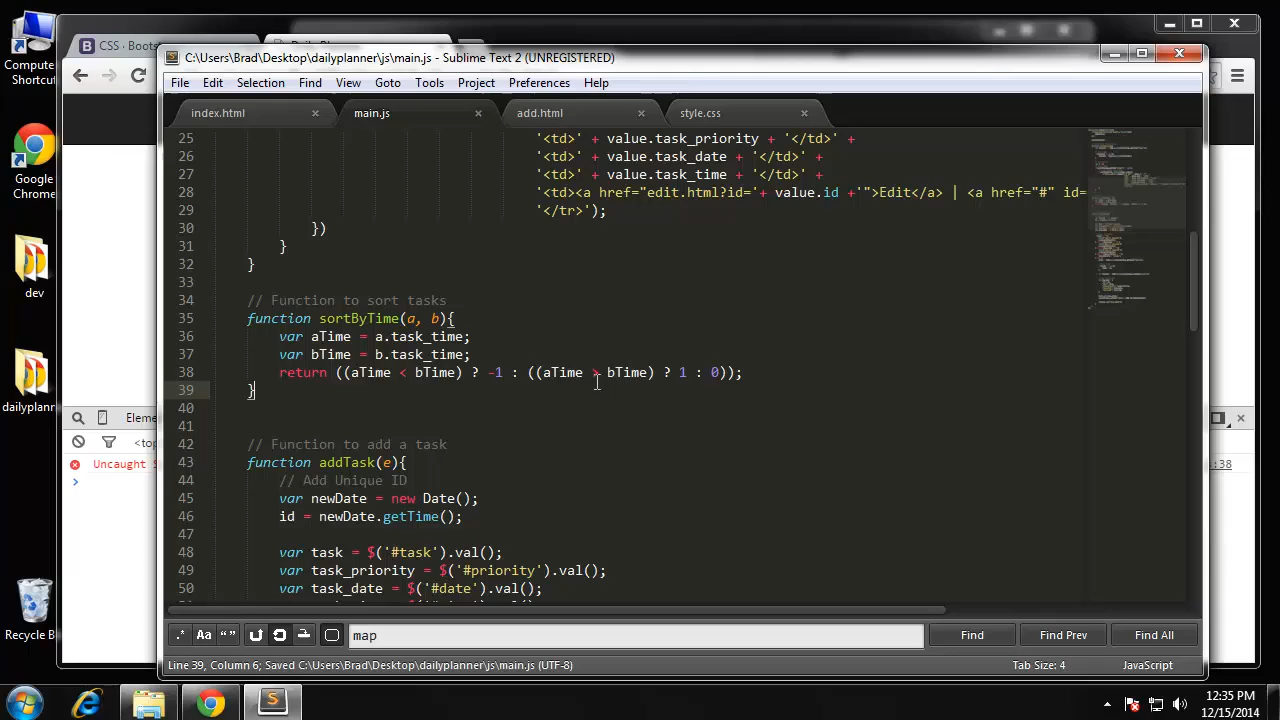 Compute
Shortcut
CSS · Boots
C:\Users\Brad\Desktop\dailyplanner\js\main.js - Sublime Text 2 (UNREGISTERED)
File Edit Selection Find View Goto Tools Project Preferences Help
index.html main.js add.html style.css
25 '<td>' + value.task_priority + '</td>' +
26 '<td>' + value.task_date + '</td>' +
27 '<td>' + value.task_time + '</td>' +
28 '<td><a href="edit.html?id='+ value.id +'">Edit</a> | <a href="#" id=
29 '</tr>');
30 })
31 }
32 }
33
34 // Function to sort tasks
35 function sortByTime(a, b){
36 var aTime = a.task_time;
37 var bTime = b.task_time;
38 return ((aTime < bTime) ? -1 : ((aTime > bTime) ? 1 : 0));
39 }
40
41
42 // Function to add a task
43 function addTask(e){
44 // Add Unique ID
45 var newDate = new Date();
46 id = newDate.getTime();
47
48 var task = $('#task').val();
49 var task_priority = $('#priority').val();
50 var task_date = $('#date').val();
Google
Chrome
dev
dailyplanner
Recycle B
Eleme
<top
Uncaught S
:38
map
Find Find Prev Find All
Line 39, Column 6; Saved C:\Users\Brad\Desktop\dailyplanner\js\main.js (UTF-8)
Tab Size: 4 JavaScript
12:35 PM
12/15/2014